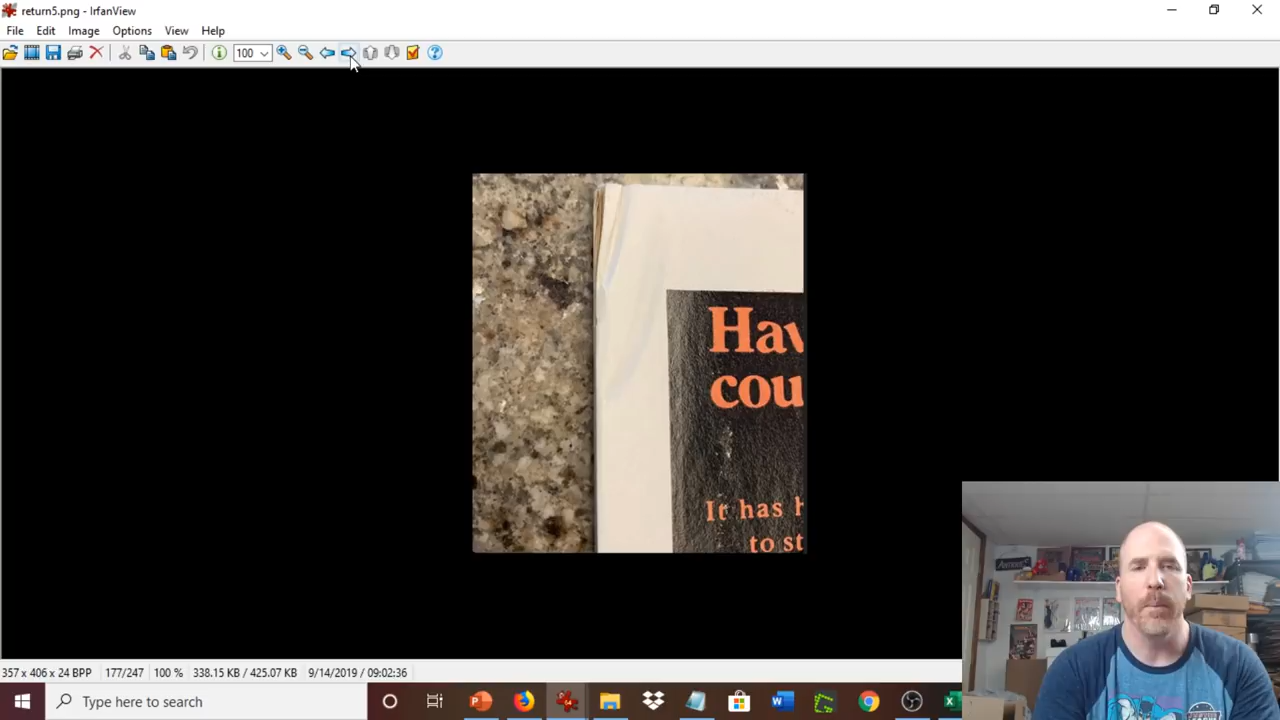 return5.png - IrfanView
File Edit Image Options View Help
100
Hav
cou
It has h
to st
357 x 406 x 24 BPP 177/247 100 % 338.15 KB / 425.07 KB 9/14/2019 / 09:02:36
Type here to search